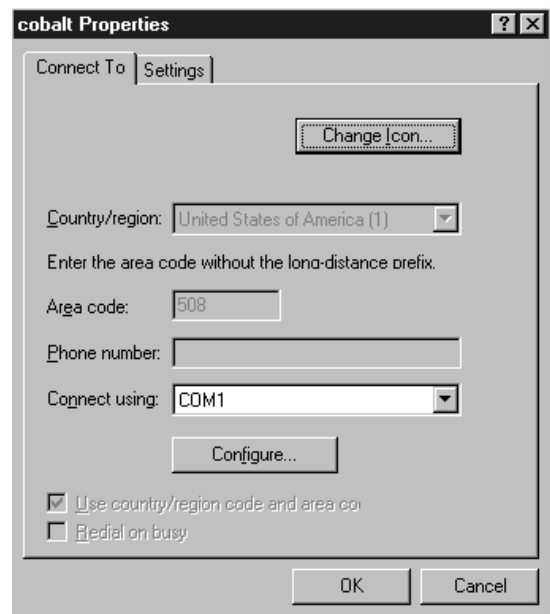 cobalt Properties
Connect To Settings
Change Icon...
Country/region: United States of America (1)
Enter the area code without the long-distance prefix.
Area code: 508
Phone number:
Connect using: COM1
Configure...
Use country/region code and area co
Redial on busy
OK Cancel